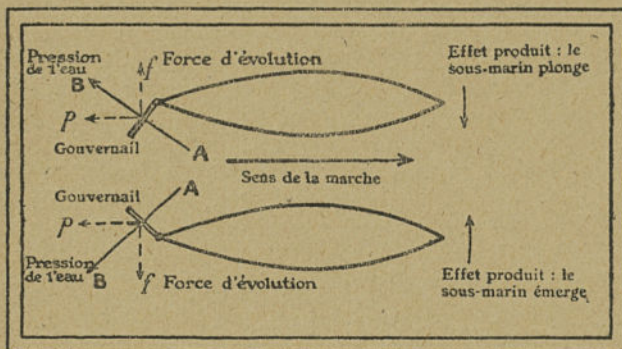 Pression
de l'eau
B
f Force d'évolution
Effet produit : le
sous-marin plonge
P
Gouvernail
A
Sens de la marche
Gouvernail
A
P
Pression
de l'eau B
f Force d'évolution
Effet produit : le
sous-marin émerge